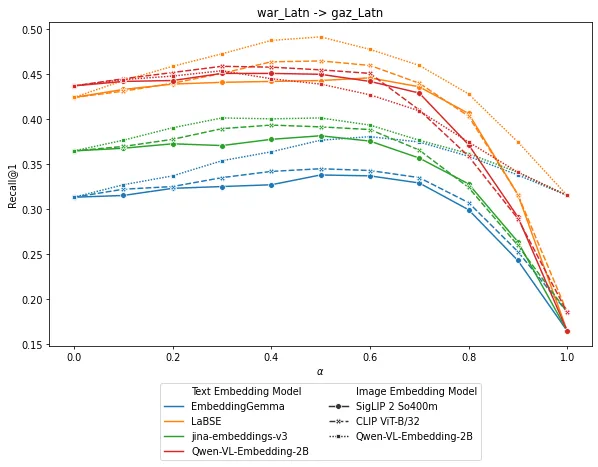 war_Latn -> gaz_Latn
0.50
0.45
0.40
0.35
0.30
0.25
0.20
0.15
Recall@1
0.0 0.2 0.4 0.6 0.8 1.0
α
Text Embedding Model Image Embedding Model
EmbeddingGemma SigLIP 2 So400m
LaBSE CLIP ViT-B/32
jina-embeddings-v3 Qwen-VL-Embedding-2B
Qwen-VL-Embedding-2B